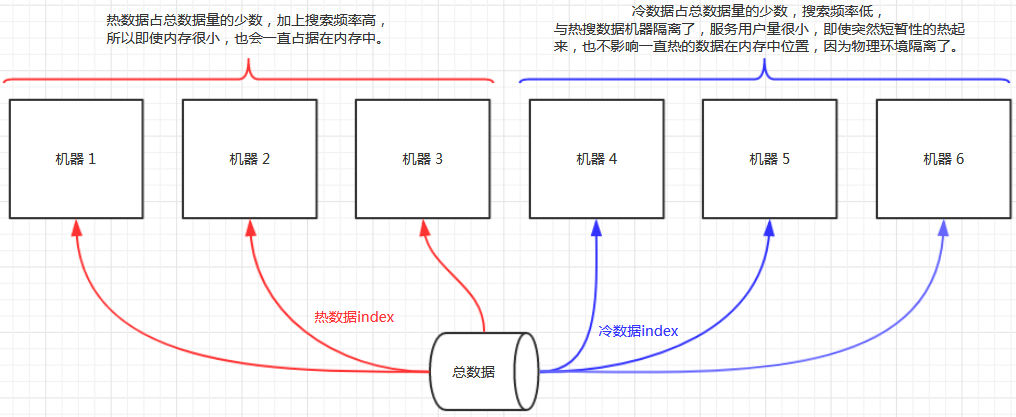 热数据占总数据量的少数，加上搜索频率高，
所以即使内存很小，也会一直占据在内存中。
冷数据占总数据量的少数，搜索频率低，
与热搜数据机器隔离了，服务用户量很小，即使突然短暂性的热起
来，也不影响一直热的数据在内存中位置，因为物理环境隔离了。
机器 1
机器 2
机器 3
机器 4
机器 5
机器 6
热数据index
冷数据index
总数据